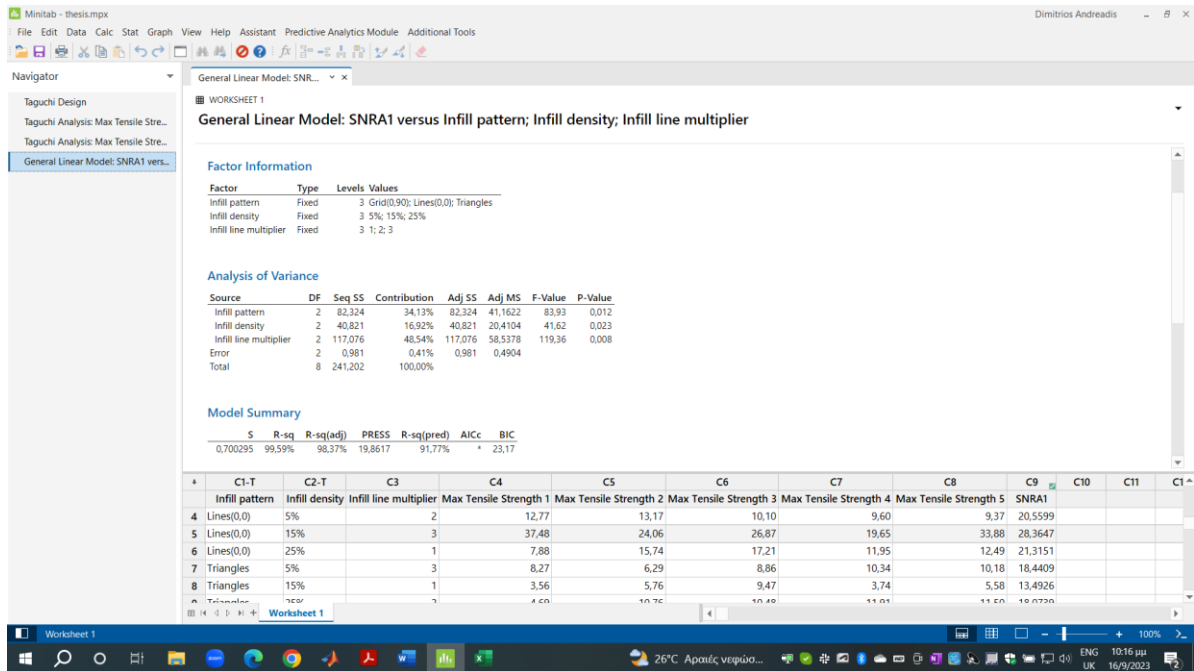 Minitab - thesis.mpx Dimitrios Andreadis
File Edit Data Calc Stat Graph View Help Assistant Predictive Analytics Module Additional Tools
Navigator
General Linear Model: SNR...
Taguchi Design
Taguchi Analysis: Max Tensile Stre...
Taguchi Analysis: Max Tensile Stre...
General Linear Model: SNRA1 vers...
WORKSHEET 1
General Linear Model: SNRA1 versus Infill pattern; Infill density; Infill line multiplier
Factor Information
Factor Type Levels Values
Infill pattern Fixed 3 Grid(0,90); Lines(0,0); Triangles
Infill density Fixed 3 5%; 15%; 25%
Infill line multiplier Fixed 3 1; 2; 3
Analysis of Variance
Source DF Seq SS Contribution Adj SS Adj MS F-Value P-Value
Infill pattern 2 82,324 34,13% 82,324 41,1622 83,93 0,012
Infill density 2 40,821 16,92% 40,821 20,4104 41,62 0,023
Infill line multiplier 2 117,076 48,54% 117,076 58,5378 119,36 0,008
Error 2 0,981 0,41% 0,981 0,4904
Total 8 241,202 100,00%
Model Summary
S R-sq R-sq(adj) PRESS R-sq(pred) AICc BIC
0,700295 99,59% 98,37% 19,8617 91,77% * 23,17
C1-T C2-T C3 C4 C5 C6 C7 C8 C9 C10 C11 C1
Infill pattern Infill density Infill line multiplier Max Tensile Strength 1 Max Tensile Strength 2 Max Tensile Strength 3 Max Tensile Strength 4 Max Tensile Strength 5 SNRA1
4 Lines(0,0) 5% 2 12,77 13,17 10,10 9,60 9,37 20,5599
5 Lines(0,0) 15% 3 37,48 24,06 26,87 19,65 33,88 28,3647
6 Lines(0,0) 25% 1 7,88 15,74 17,21 11,95 12,49 21,3151
7 Triangles 5% 3 8,27 6,29 8,86 10,34 10,18 18,4409
8 Triangles 15% 1 3,56 5,76 9,47 3,74 5,58 13,4926
Worksheet 1
Worksheet 1 100%
26°C Αραιές νεφώσ... ENG 10:16 μμ
UK 16/9/2023